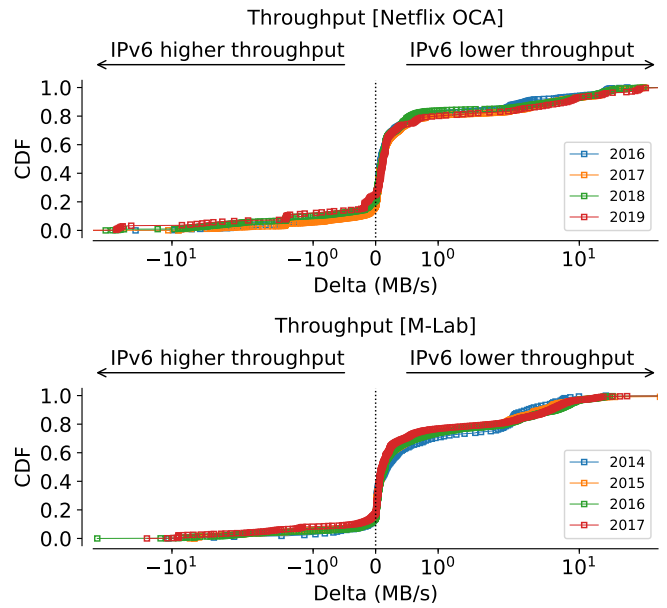 Throughput [Netflix OCA]
IPv6 higher throughput IPv6 lower throughput
1.0
0.8
0.6
0.4
0.2
0.0
CDF
2016
2017
2018
2019
−10¹ −10⁰ 0 10⁰ 10¹
Delta (MB/s)
Throughput [M-Lab]
IPv6 higher throughput IPv6 lower throughput
1.0
0.8
0.6
0.4
0.2
0.0
CDF
2014
2015
2016
2017
−10¹ −10⁰ 0 10⁰ 10¹
Delta (MB/s)